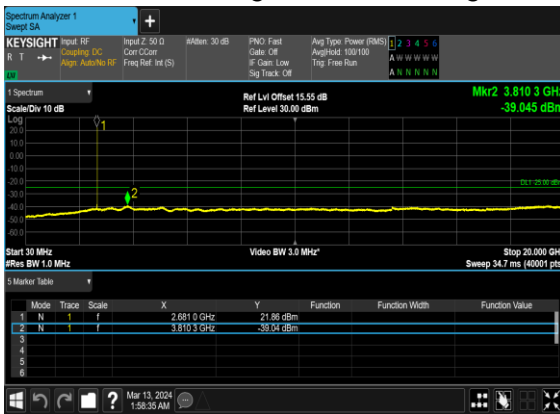 Spectrum Analyzer 1
Swept SA
KEYSIGHT Input: RF Input Z: 50 Ω #Atten: 30 dB PNO: Fast Avg Type: Power (RMS) 1 2 3 4 5 6
R T Coupling: DC Corr CCorr Gate: Off Avg|Hold: 100/100 A W W W W W
Align: Auto/No RF Freq Ref: Int (S) IF Gain: Low Trig: Free Run
LV Sig Track: Off A N N N N N
1 Spectrum Ref Lvl Offset 15.55 dB Mkr2 3.810 3 GHz
Scale/Div 10 dB Ref Level 30.00 dBm -39.045 dBm
Log
20.0
10.0
0.00
-10.0
-20.0
-30.0
-40.0
-50.0
-60.0
1
2
DL1 -25.00 dBm
Start 30 MHz Video BW 3.0 MHz* Stop 20.000 GHz
#Res BW 1.0 MHz Sweep 34.7 ms (40001 pts)
5 Marker Table
Mode Trace Scale X Y Function Function Width Function Value
1 N 1 f 2.681 0 GHz 21.86 dBm
2 N 1 f 3.810 3 GHz -39.04 dBm
3
4
5
6
? Mar 13, 2024
1:58:35 AM